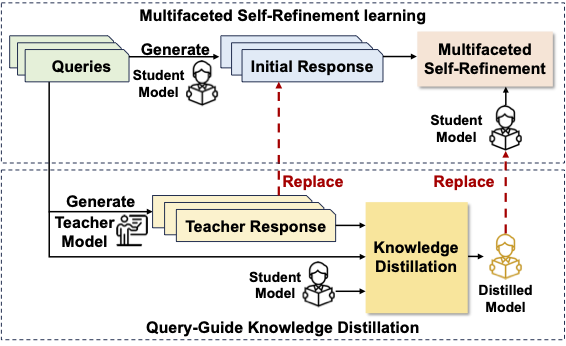 Multifaceted Self-Refinement learning
Queries
Generate
Student
Model
Initial Response
Multifaceted
Self-Refinement
Student
Model
Replace
Replace
Generate
Teacher
Model
Teacher Response
Knowledge
Distillation
Student
Model
Distilled
Model
Query-Guide Knowledge Distillation